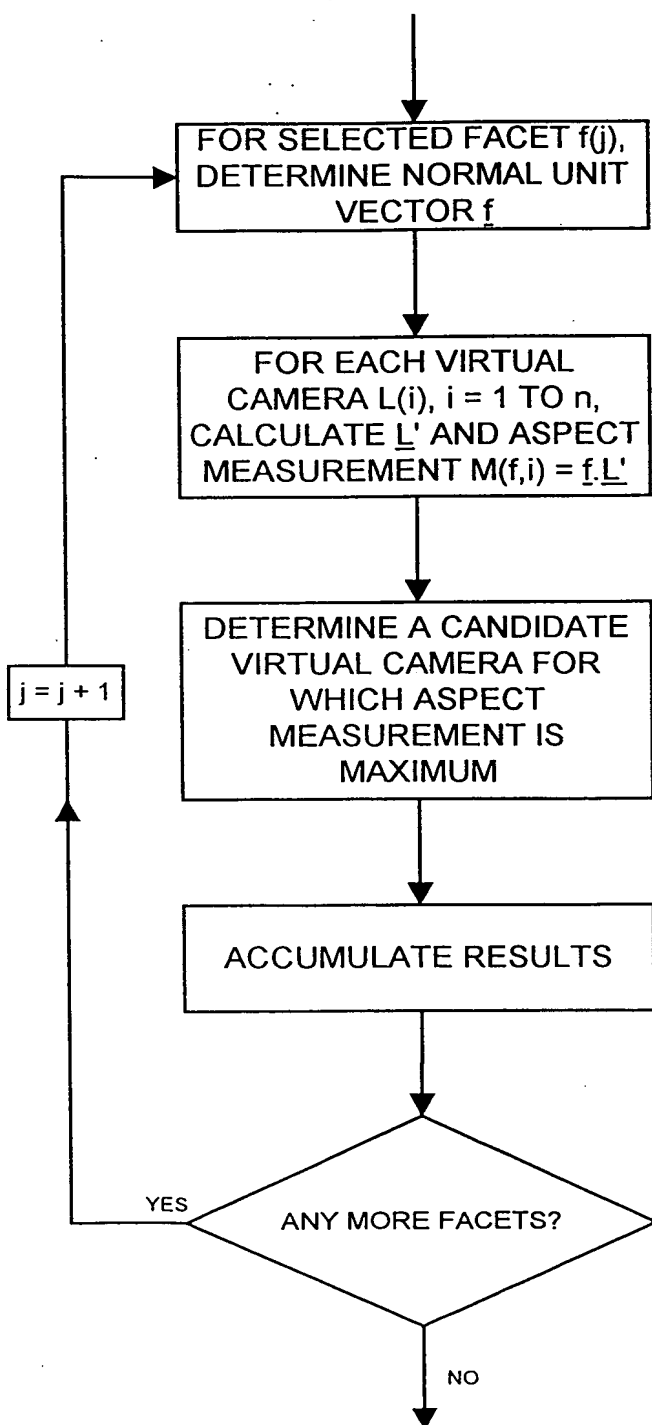 FOR SELECTED FACET f(j),
DETERMINE NORMAL UNIT
VECTOR f
FOR EACH VIRTUAL
CAMERA L(i), i = 1 TO n,
CALCULATE L' AND ASPECT
MEASUREMENT M(f,i) = f.L'
DETERMINE A CANDIDATE
VIRTUAL CAMERA FOR
WHICH ASPECT
MEASUREMENT IS
MAXIMUM
j = j + 1
ACCUMULATE RESULTS
YES
ANY MORE FACETS?
NO